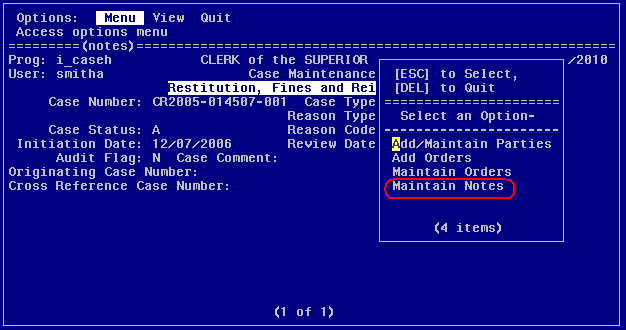 Options: Menu View Quit
Access options menu
=========(notes)=========================================================
Prog: i_caseh CLERK of the SUPERIOR /2010
User: smitha Case Maintenance
Restitution, Fines and Rei
Case Number: CR2005-014507-001 Case Type
Reason Type
Case Status: A Reason Code
Initiation Date: 12/07/2006 Review Date
Audit Flag: N Case Comment:
Originating Case Number:
Cross Reference Case Number:
[ESC] to Select,
[DEL] to Quit
======================
Select an Option-
----------------------
Add/Maintain Parties
Add Orders
Maintain Orders
Maintain Notes
(4 items)
(1 of 1)